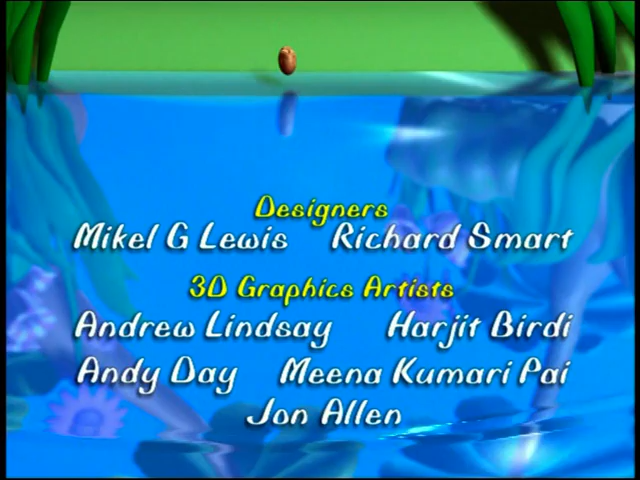 Designers
Mikel G Lewis Richard Smart
3D Graphics Artists
Andrew Lindsay Harjit Birdi
Andy Day Meena Kumari Pai
Jon Allen